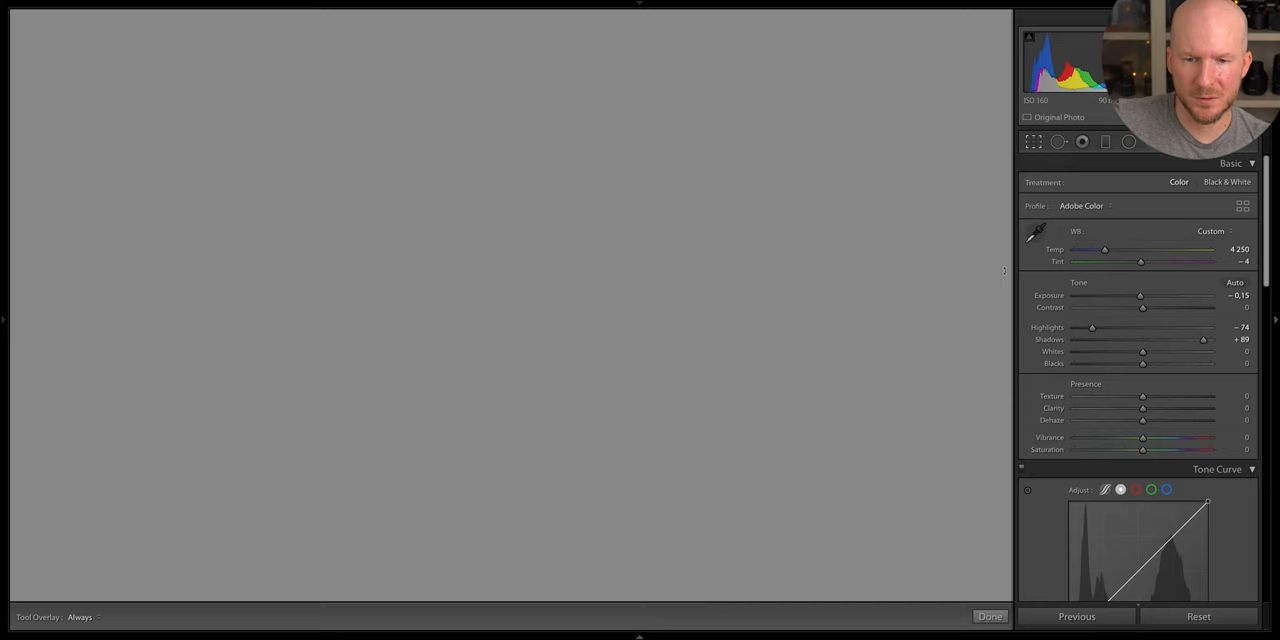 ISO 160
Original Photo
Basic
Treatment : Color Black & White
Profile : Adobe Color
WB : Custom
Temp 4 250
Tint – 4
Tone Auto
Exposure – 0,15
Contrast 0
Highlights – 74
Shadows + 89
Whites 0
Blacks 0
Presence
Texture 0
Clarity 0
Dehaze 0
Vibrance 0
Saturation 0
Tone Curve
Adjust :
Tool Overlay : Always Done Previous Reset